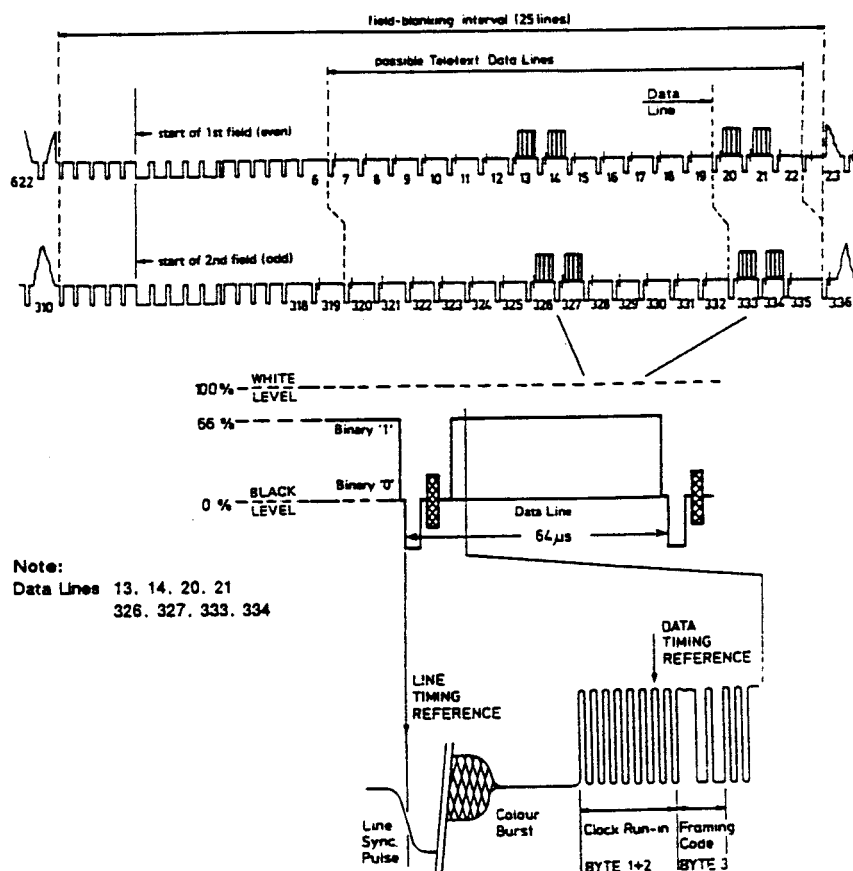 field-blanking interval (25 lines)
possible Teletext Data Lines
Data
Line
start of 1st field (even)
622 6 7 8 9 10 11 12 13 14 15 16 17 18 19 20 21 22 23
start of 2nd field (odd)
310 318 319 320 321 322 323 324 325 326 327 328 329 330 331 332 333 334 335 336
100% WHITE LEVEL
66 % Binary '1'
Binary '0'
0 % BLACK LEVEL
Data Line
64µs
Note:
Data Lines 13. 14. 20. 21
326. 327. 333. 334
DATA
TIMING
REFERENCE
LINE
TIMING
REFERENCE
Line
Sync.
Pulse
Colour
Burst
Clock Run-in
BYTE 1+2
Framing
Code
BYTE 3